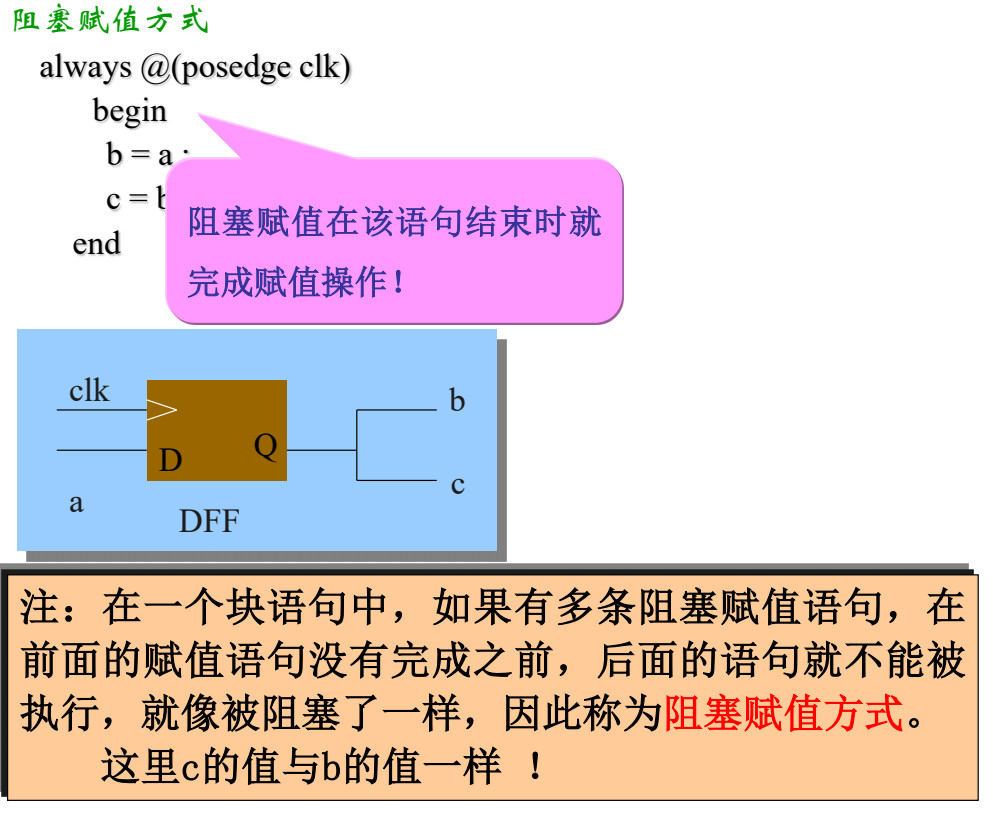 阻塞赋值方式
always @(posedge clk)
begin
b = a ;
c =
end
阻塞赋值在该语句结束时就
完成赋值操作！
clk
D
Q
a
DFF
b
c
注：在一个块语句中，如果有多条阻塞赋值语句，在
前面的赋值语句没有完成之前，后面的语句就不能被
执行，就像被阻塞了一样，因此称为阻塞赋值方式。
这里c的值与b的值一样 ！